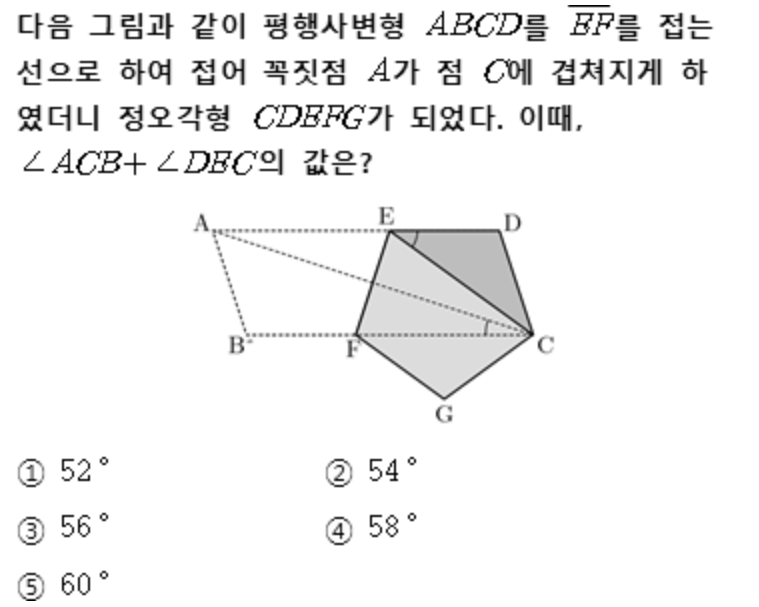 다음 그림과 같이 평행사변형 ABCD를 EF를 접는
선으로 하여 접어 꼭짓점 A가 점 C에 겹쳐지게 하
였더니 정오각형 CDEFG가 되었다. 이때,
∠ACB+∠DEC의 값은?
A E D
B F C
G
① 52° ② 54°
③ 56° ④ 58°
⑤ 60°